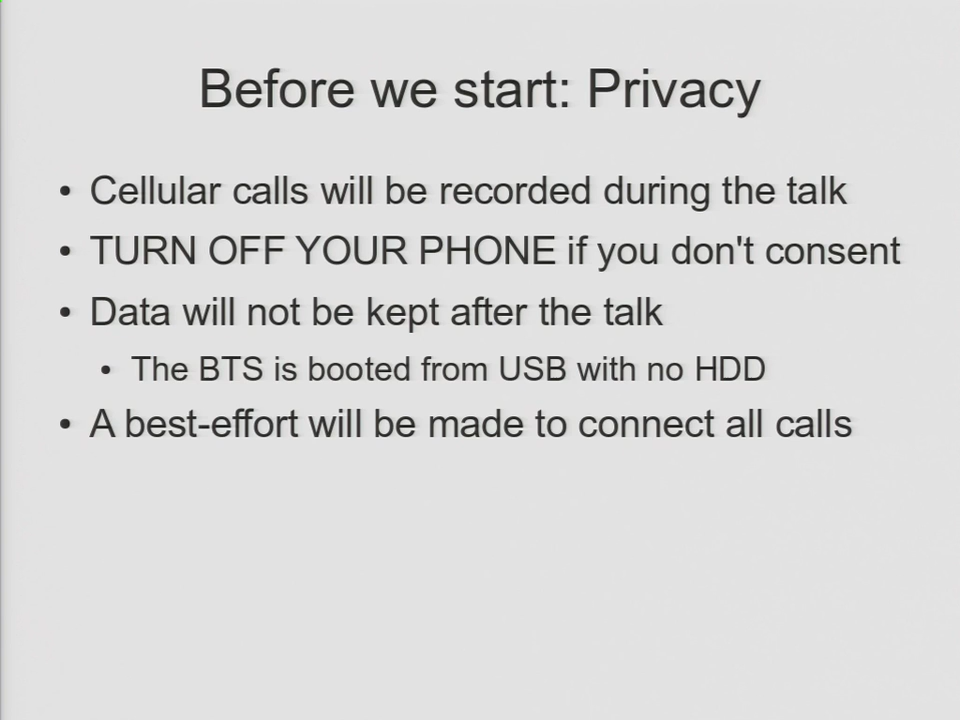 Before we start: Privacy
• Cellular calls will be recorded during the talk
• TURN OFF YOUR PHONE if you don't consent
• Data will not be kept after the talk
• The BTS is booted from USB with no HDD
• A best-effort will be made to connect all calls